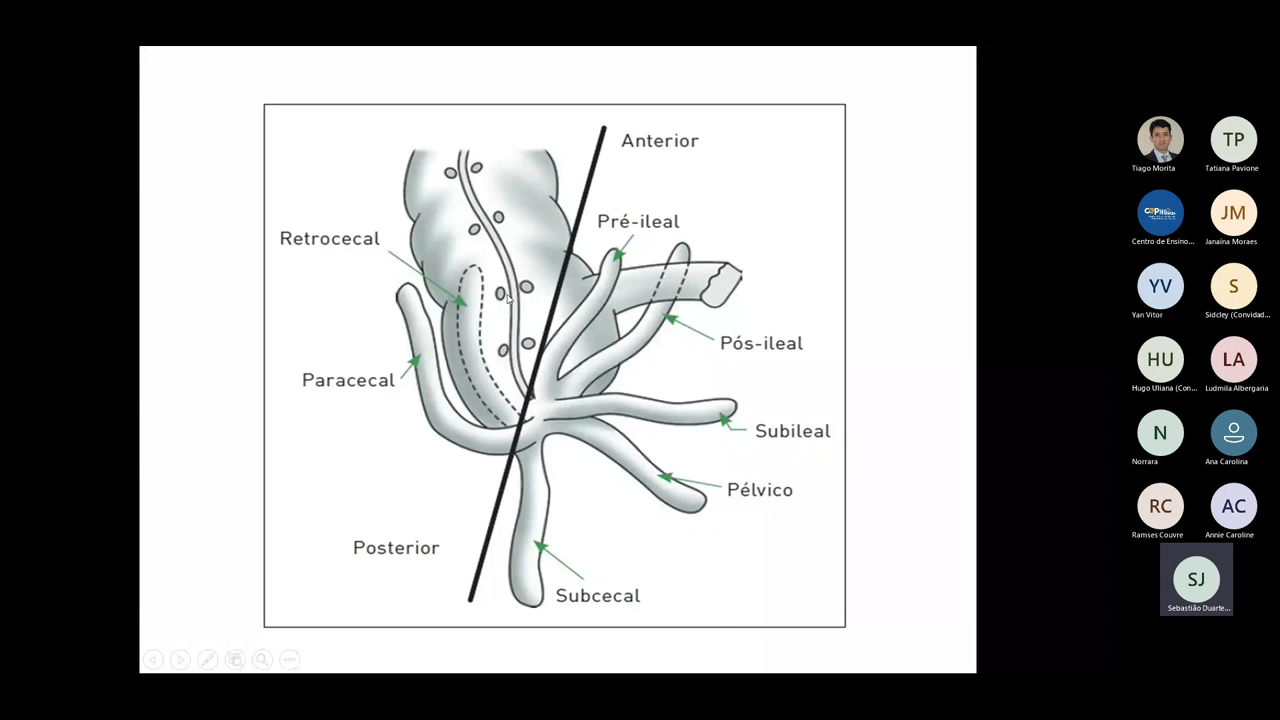 Anterior
Pré-ileal
Retrocecal
Pós-ileal
Paracecal
Subileal
Pélvico
Posterior
Subcecal
Tiago Morita
TP
Tatiana Pavione
Centro de Ensino...
JM
Janaína Moraes
YV
Yan Vitor
S
Sidcley (Convidad...
HU
Hugo Uliana (Con...
LA
Ludmila Albergaria
N
Norrara
Ana Carolina
RC
Ramses Couvre
AC
Annie Caroline
SJ
Sebastião Duarte...